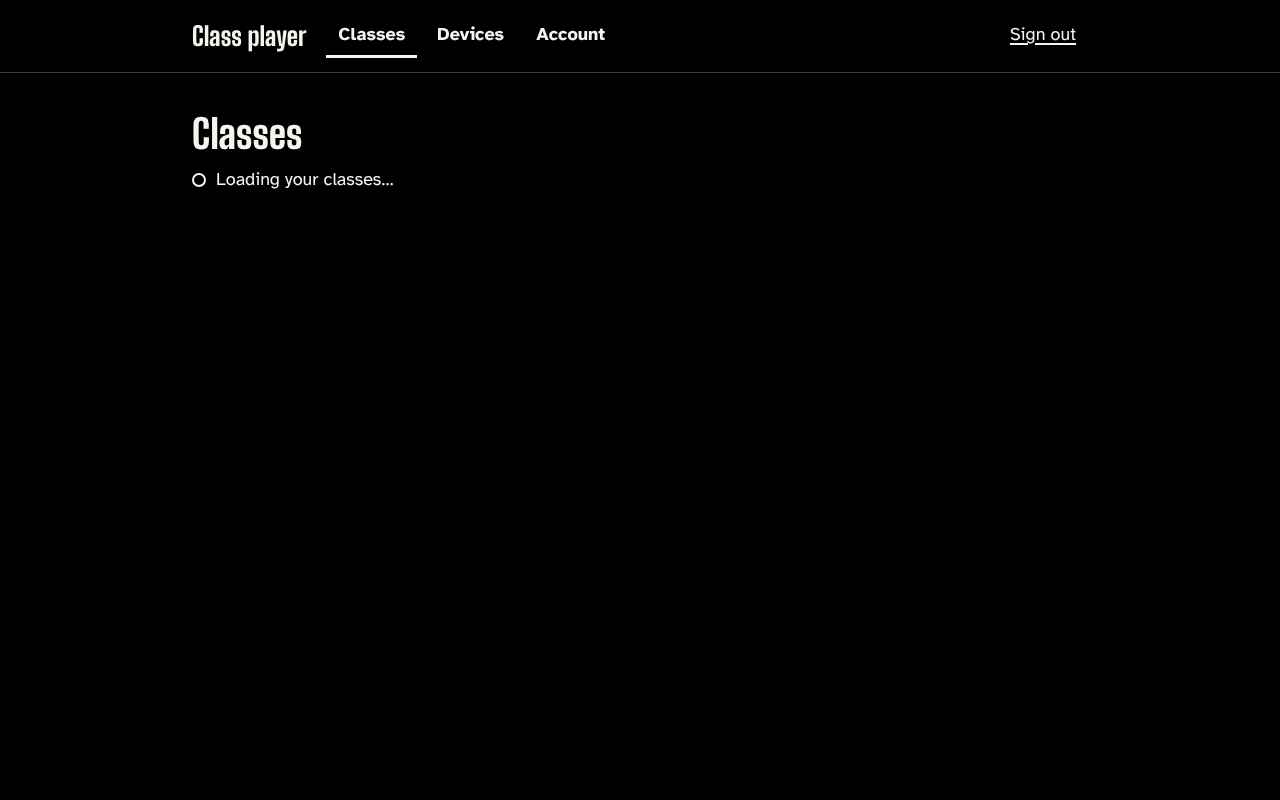 Class player
Classes
Devices
Account
Sign out
Classes
Loading your classes...